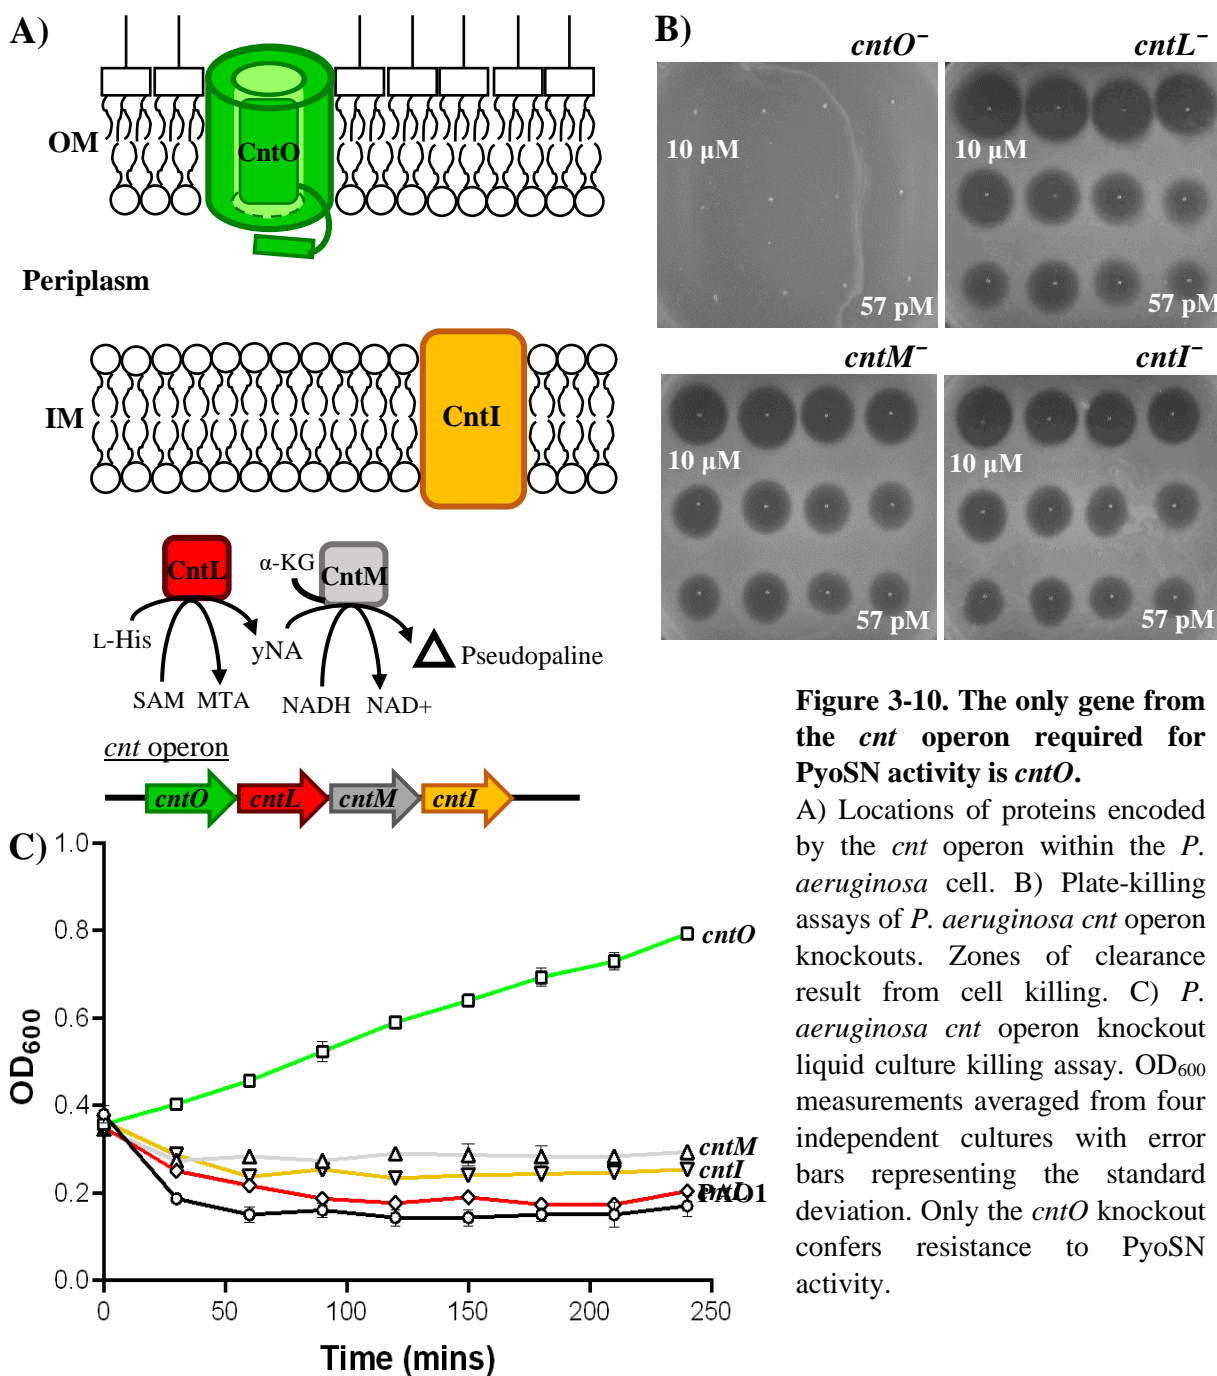 A)
OM
CntO
Periplasm
IM
CntI
CntL
α-KG
CntM
L-His
yNA
Pseudopaline
SAM MTA
NADH NAD+
cnt operon
cntO cntL cntM cntI
B)
cntO⁻
cntL⁻
10 µM
57 pM
10 µM
57 pM
cntM⁻
cntI⁻
10 µM
57 pM
10 µM
57 pM
C)
1.0
0.8
0.6
0.4
0.2
0.0
OD600
0 50 100 150 200 250
Time (mins)
cntO
cntM
cntI
PAO1
Figure 3-10. The only gene from
the cnt operon required for
PyoSN activity is cntO.
A) Locations of proteins encoded
by the cnt operon within the P.
aeruginosa cell. B) Plate-killing
assays of P. aeruginosa cnt operon
knockouts. Zones of clearance
result from cell killing. C) P.
aeruginosa cnt operon knockout
liquid culture killing assay. OD600
measurements averaged from four
independent cultures with error
bars representing the standard
deviation. Only the cntO knockout
confers resistance to PyoSN
activity.